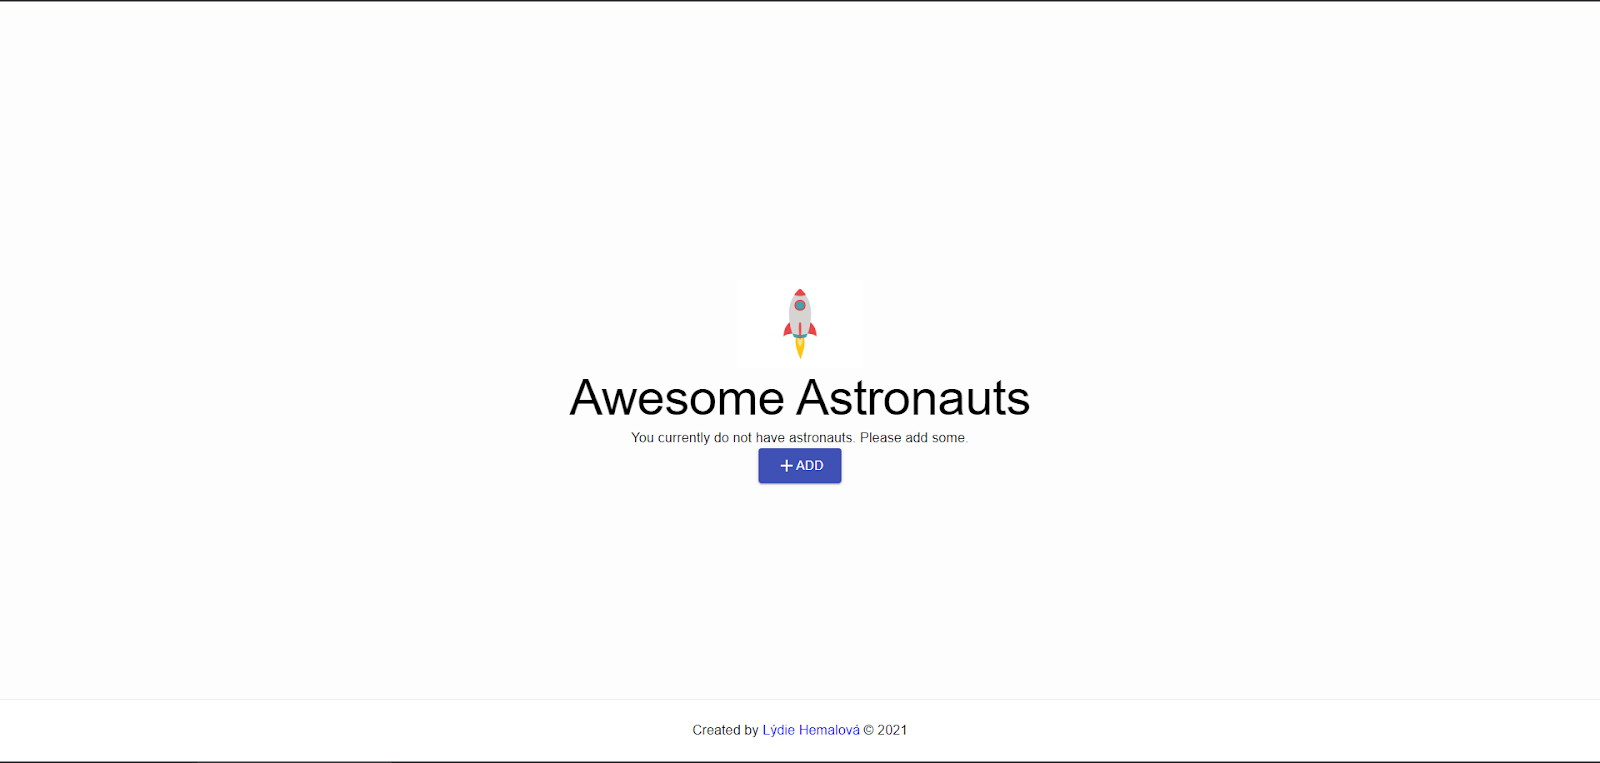 Awesome Astronauts
You currently do not have astronauts. Please add some.
ADD
Created by Lýdie Hemalová © 2021